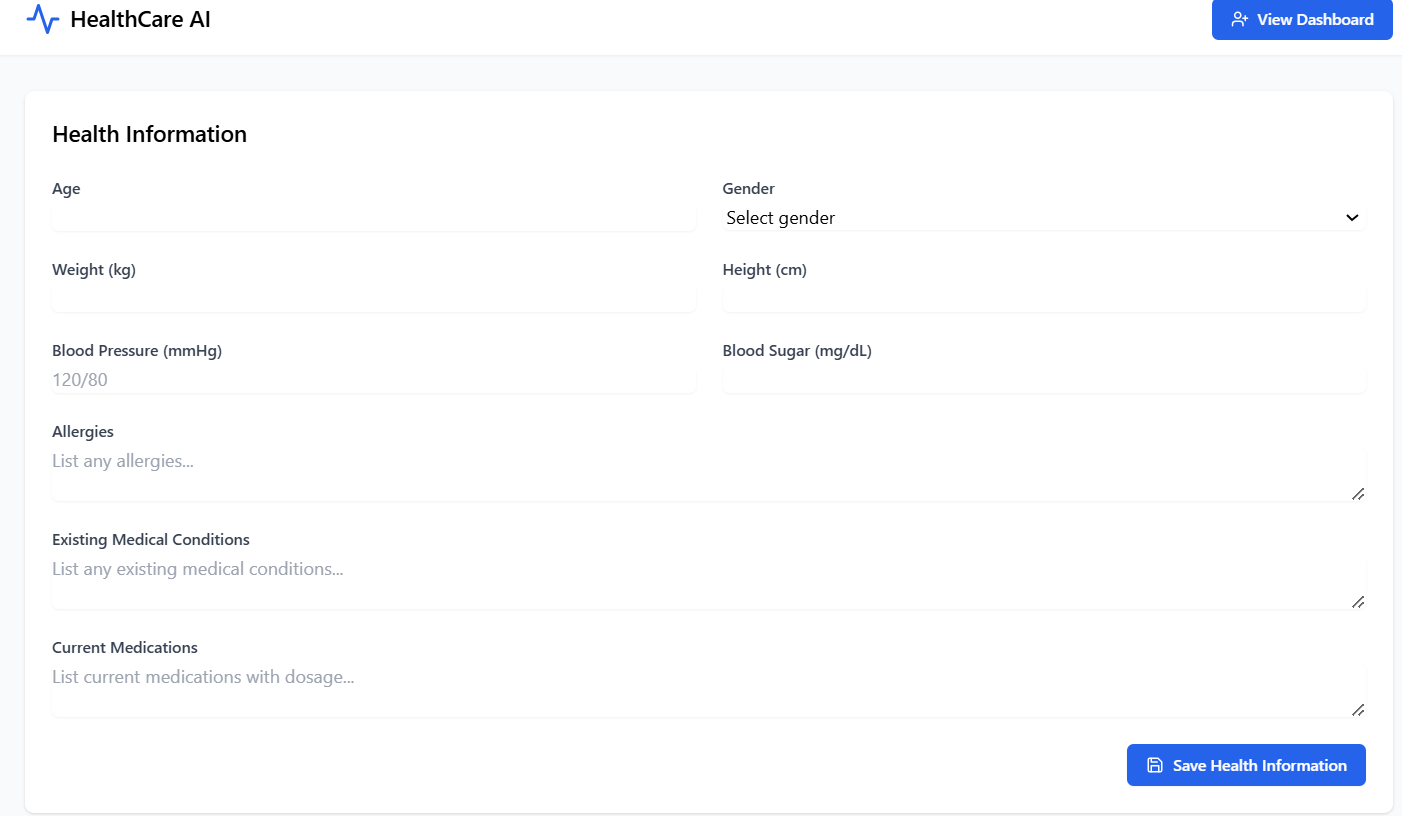 HealthCare AI
View Dashboard
Health Information
Age
Gender
Select gender
Weight (kg)
Height (cm)
Blood Pressure (mmHg)
Blood Sugar (mg/dL)
120/80
Allergies
List any allergies...
Existing Medical Conditions
List any existing medical conditions...
Current Medications
List current medications with dosage...
Save Health Information